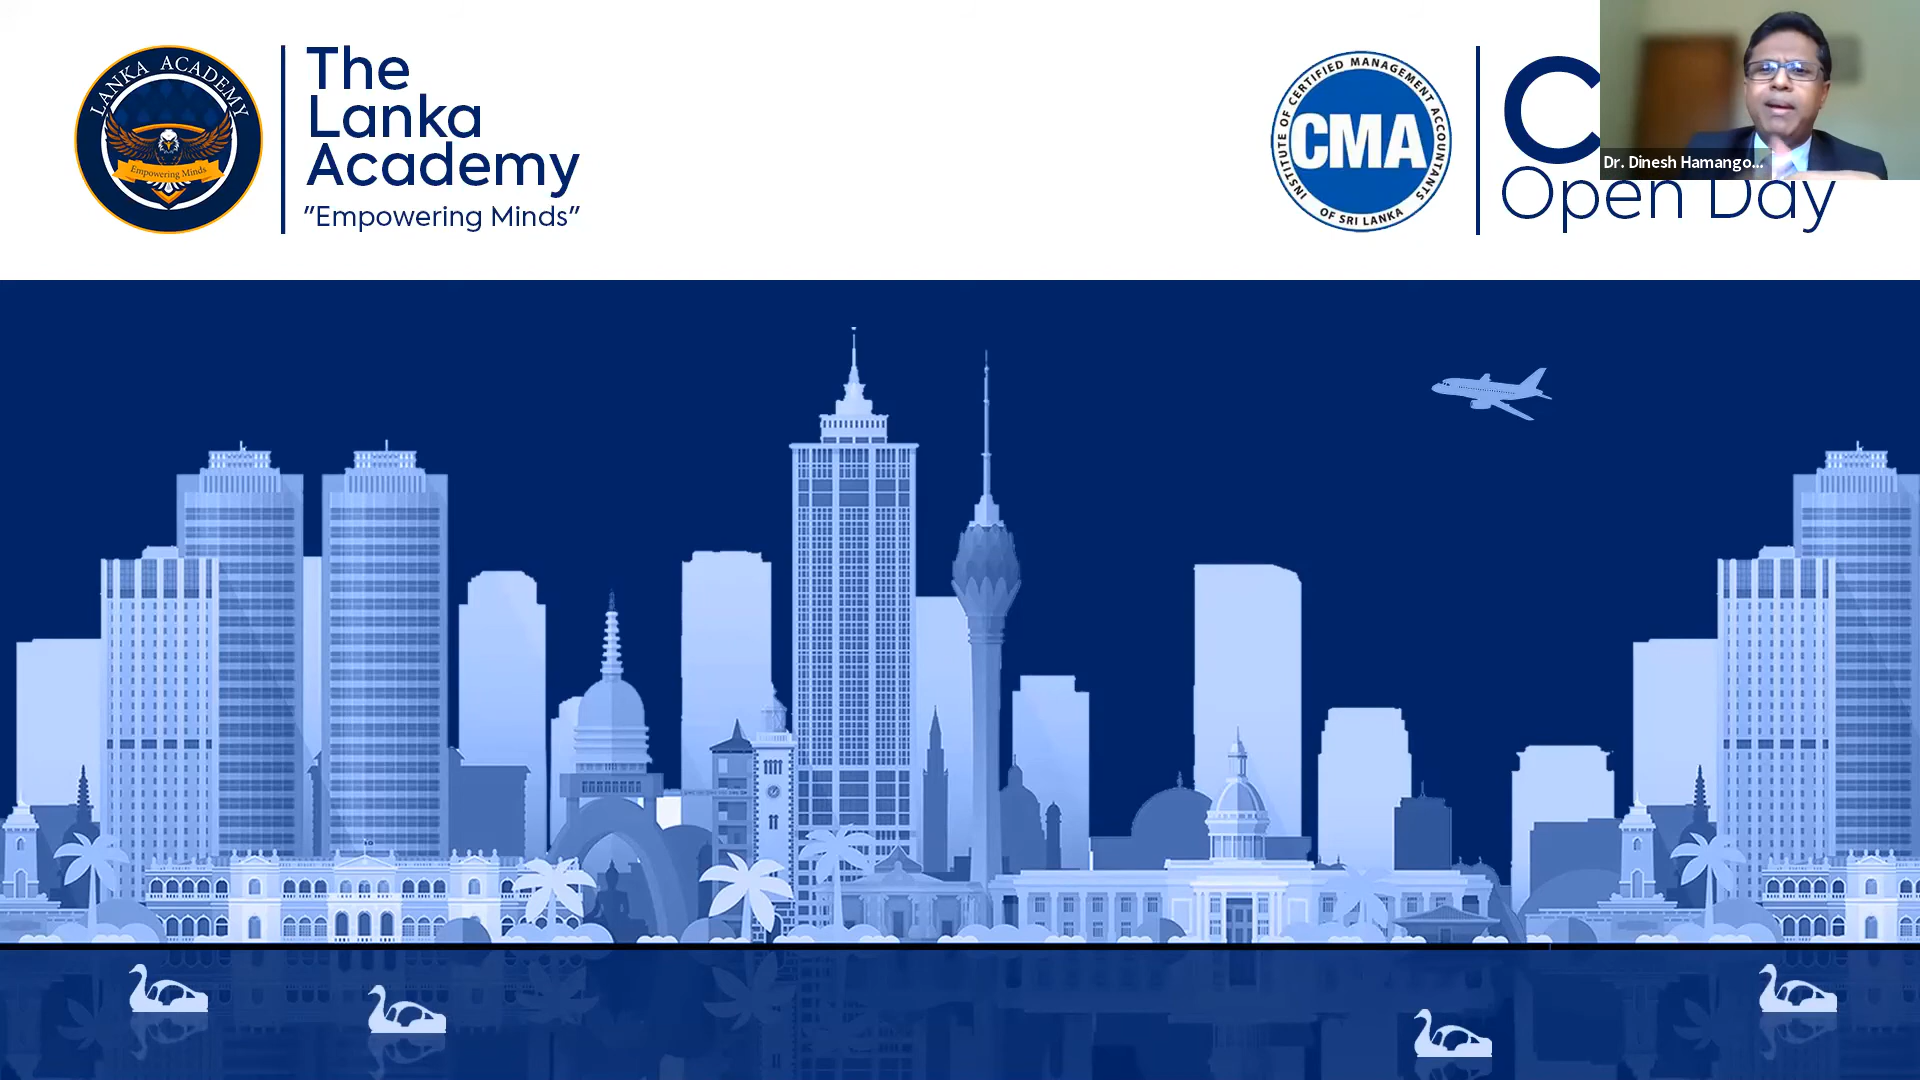 LANKA ACADEMY
Empowering Minds
The
Lanka
Academy
"Empowering Minds"
INSTITUTE OF CERTIFIED MANAGEMENT ACCOUNTANTS
OF SRI LANKA
CMA
C
Open Day
Dr. Dinesh Hamango...